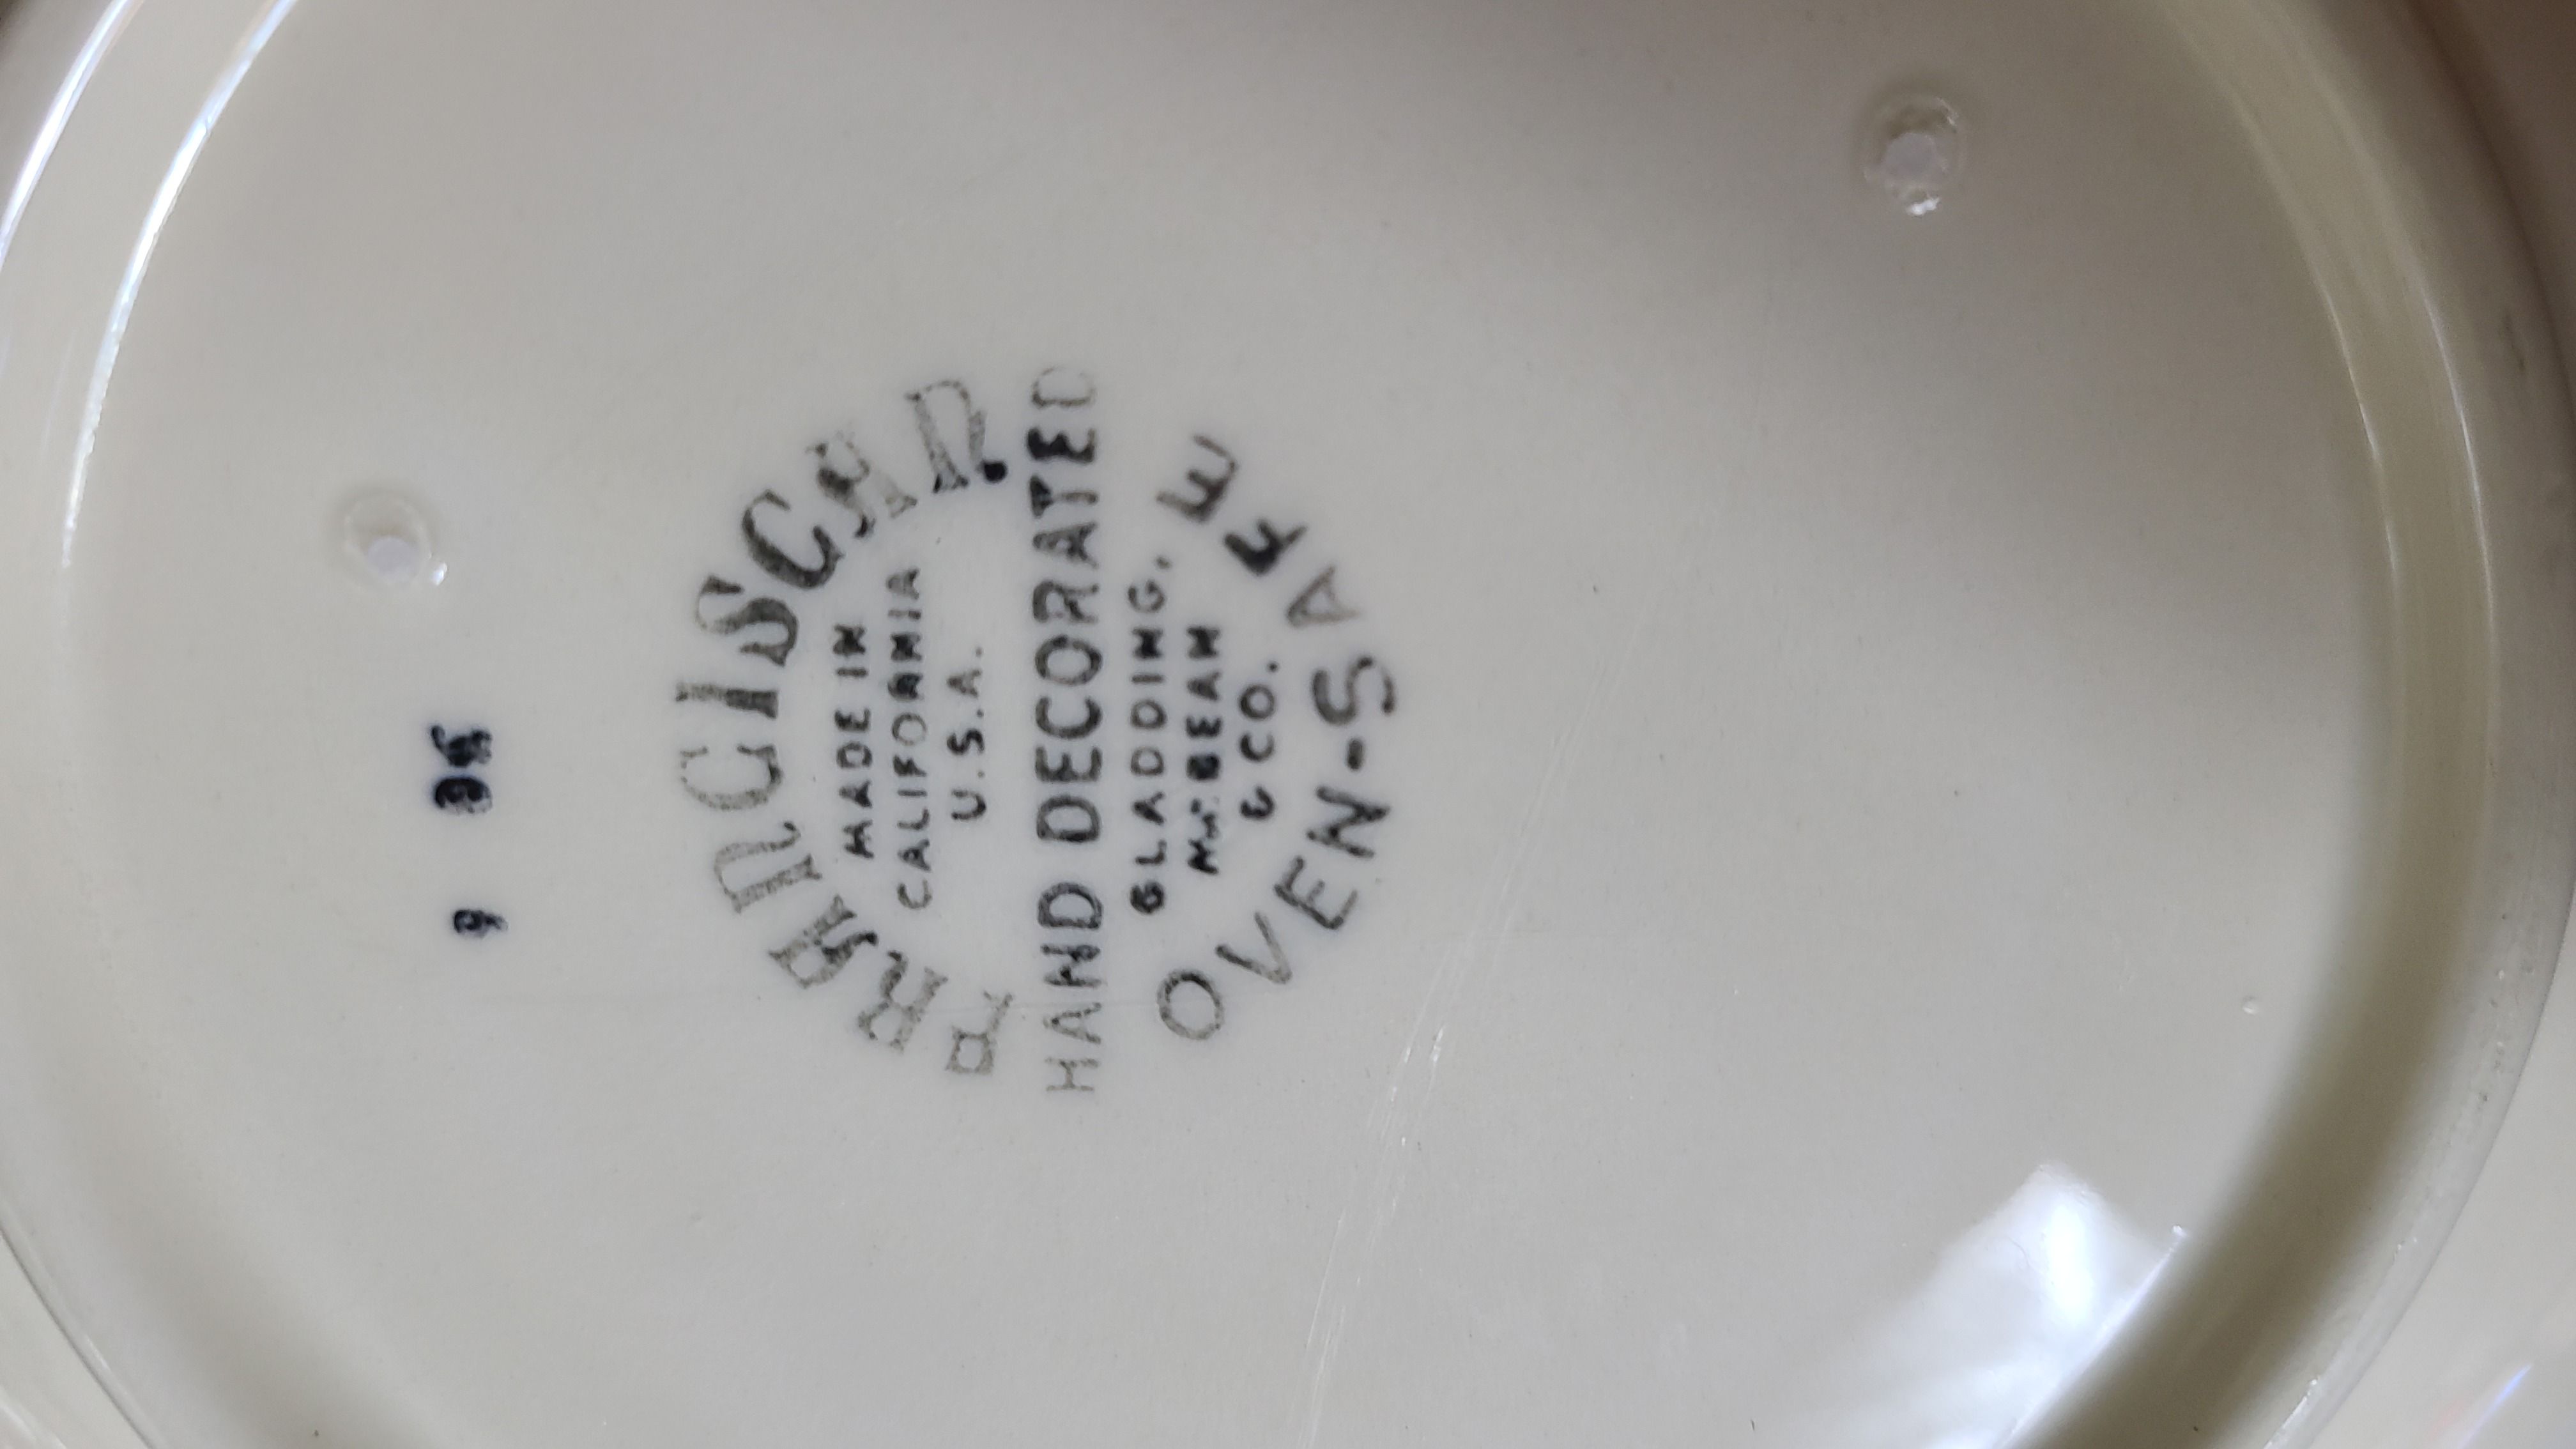 FRANCISCAN
MADE IN
CALIFORNIA
U.S.A.
HAND DECORATED
GLADDING,
McBEAN
& CO.
OVEN-SAFE